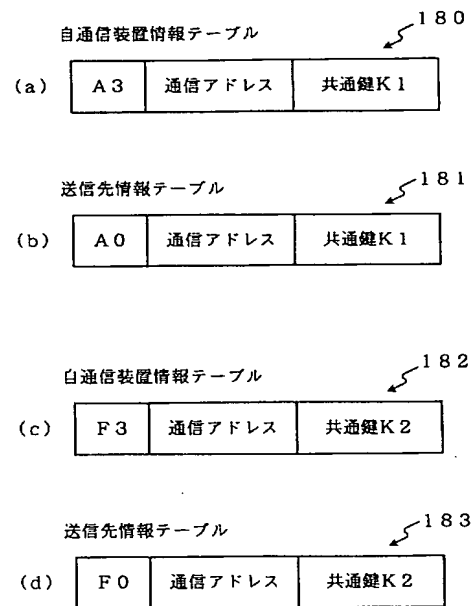 180
自通信装置情報テーブル
(a) A3 通信アドレス 共通鍵K1
181
送信先情報テーブル
(b) A0 通信アドレス 共通鍵K1
182
自通信装置情報テーブル
(c) F3 通信アドレス 共通鍵K2
183
送信先情報テーブル
(d) F0 通信アドレス 共通鍵K2